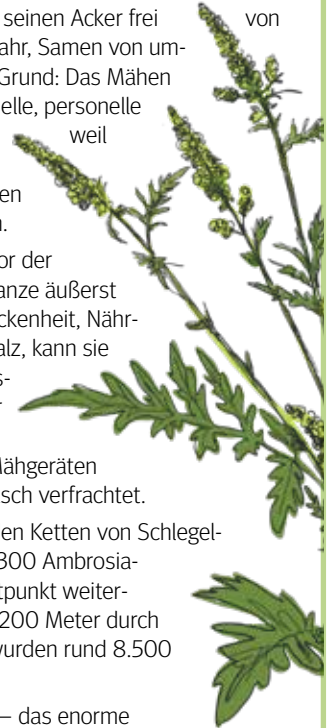 seinen Acker frei von
ahr, Samen von um-
Grund: Das Mähen
elle, personelle
weil
en
n.
or der
anze äußerst
ckenheit, Nähr-
alz, kann sie
s-
Mähgeräten
isch verfrachtet.
en Ketten von Schlegel-
300 Ambrosia-
tpunkt weiter-
200 Meter durch
wurden rund 8.500
– das enorme